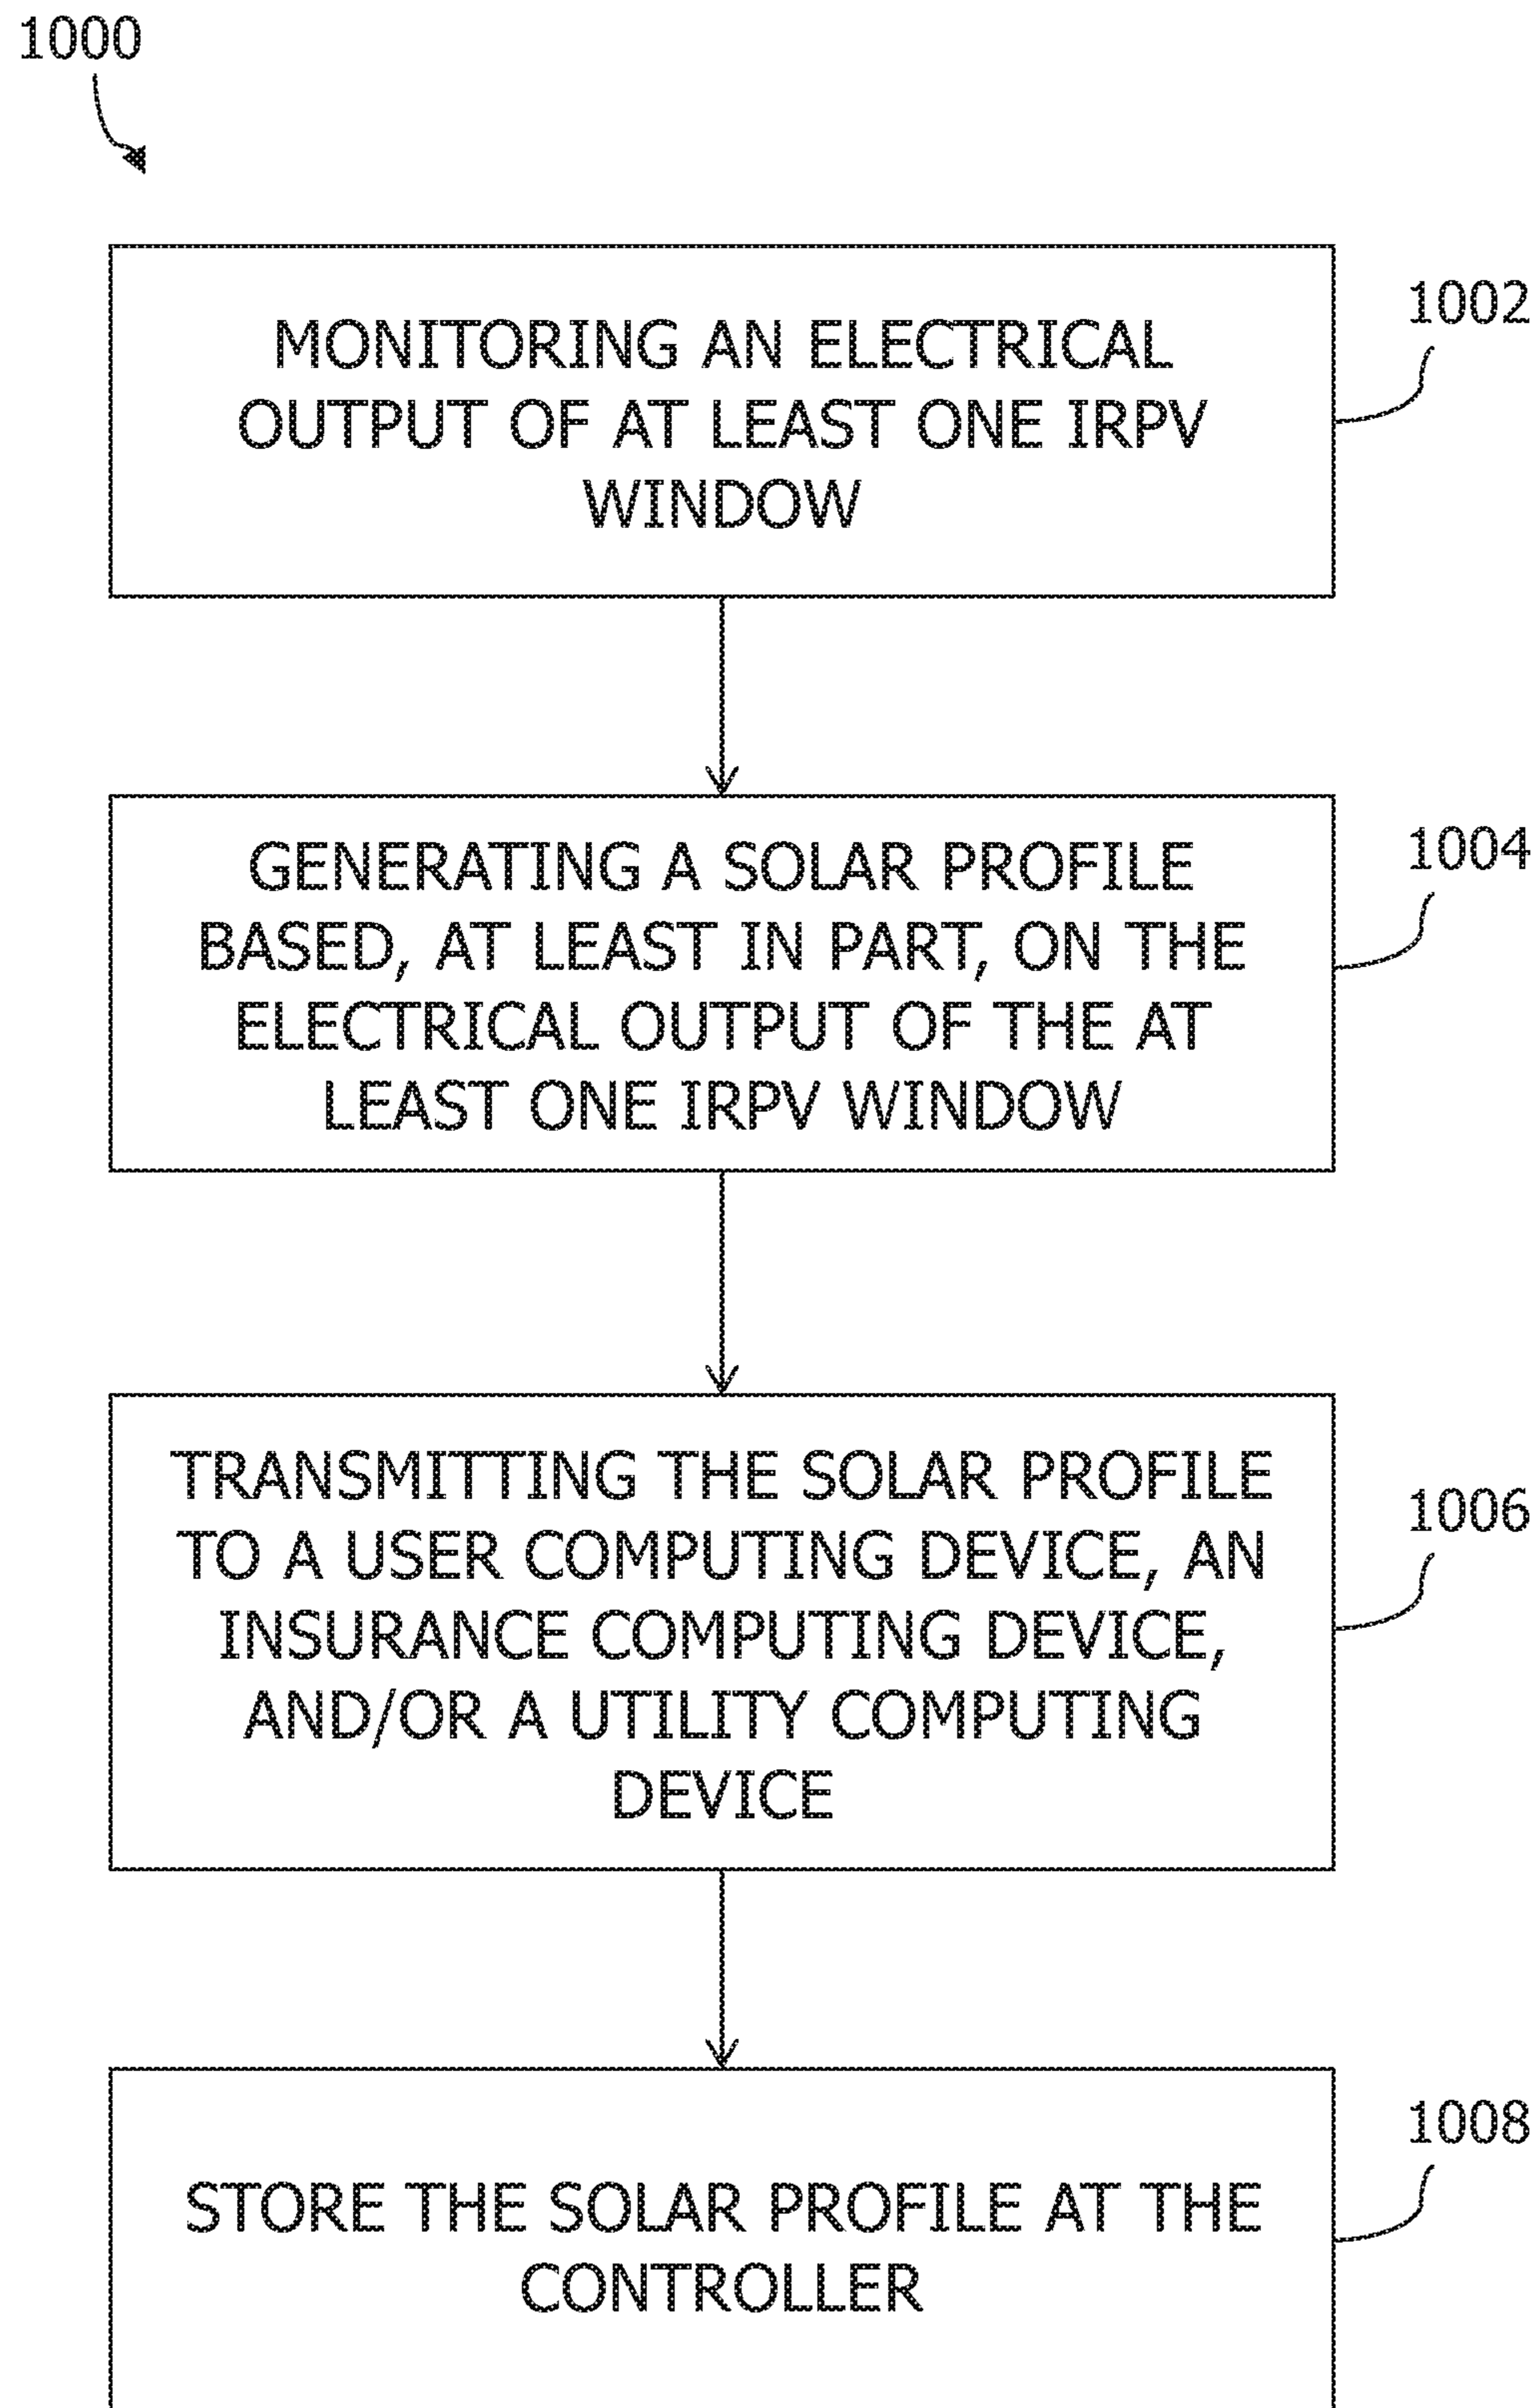 1000
MONITORING AN ELECTRICAL
OUTPUT OF AT LEAST ONE IRPV
WINDOW
1002
GENERATING A SOLAR PROFILE
BASED, AT LEAST IN PART, ON THE
ELECTRICAL OUTPUT OF THE AT
LEAST ONE IRPV WINDOW
1004
TRANSMITTING THE SOLAR PROFILE
TO A USER COMPUTING DEVICE, AN
INSURANCE COMPUTING DEVICE,
AND/OR A UTILITY COMPUTING
DEVICE
1006
STORE THE SOLAR PROFILE AT THE
CONTROLLER
1008